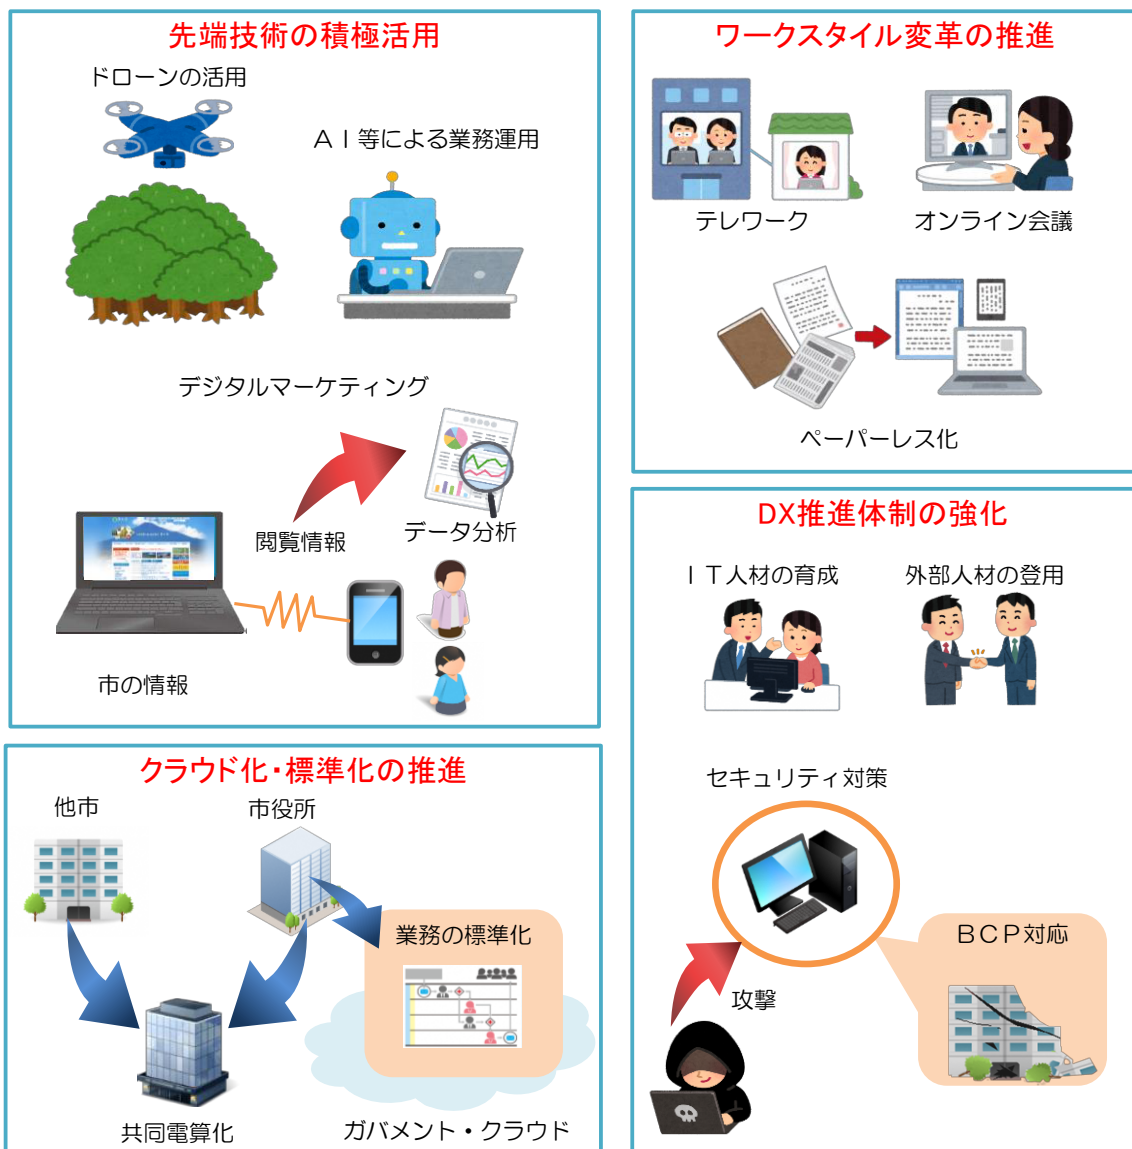 先端技術の積極活用
ドローンの活用
ＡＩ等による業務運用
デジタルマーケティング
閲覧情報
データ分析
市の情報
クラウド化・標準化の推進
他市
市役所
業務の標準化
共同電算化
ガバメント・クラウド
ワークスタイル変革の推進
テレワーク
オンライン会議
ペーパーレス化
DX推進体制の強化
ＩＴ人材の育成
外部人材の登用
セキュリティ対策
ＢＣＰ対応
攻撃